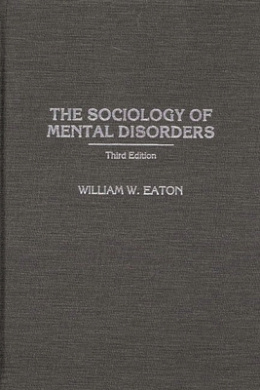 THE SOCIOLOGY OF
MENTAL DISORDERS
Third Edition
WILLIAM W. EATON